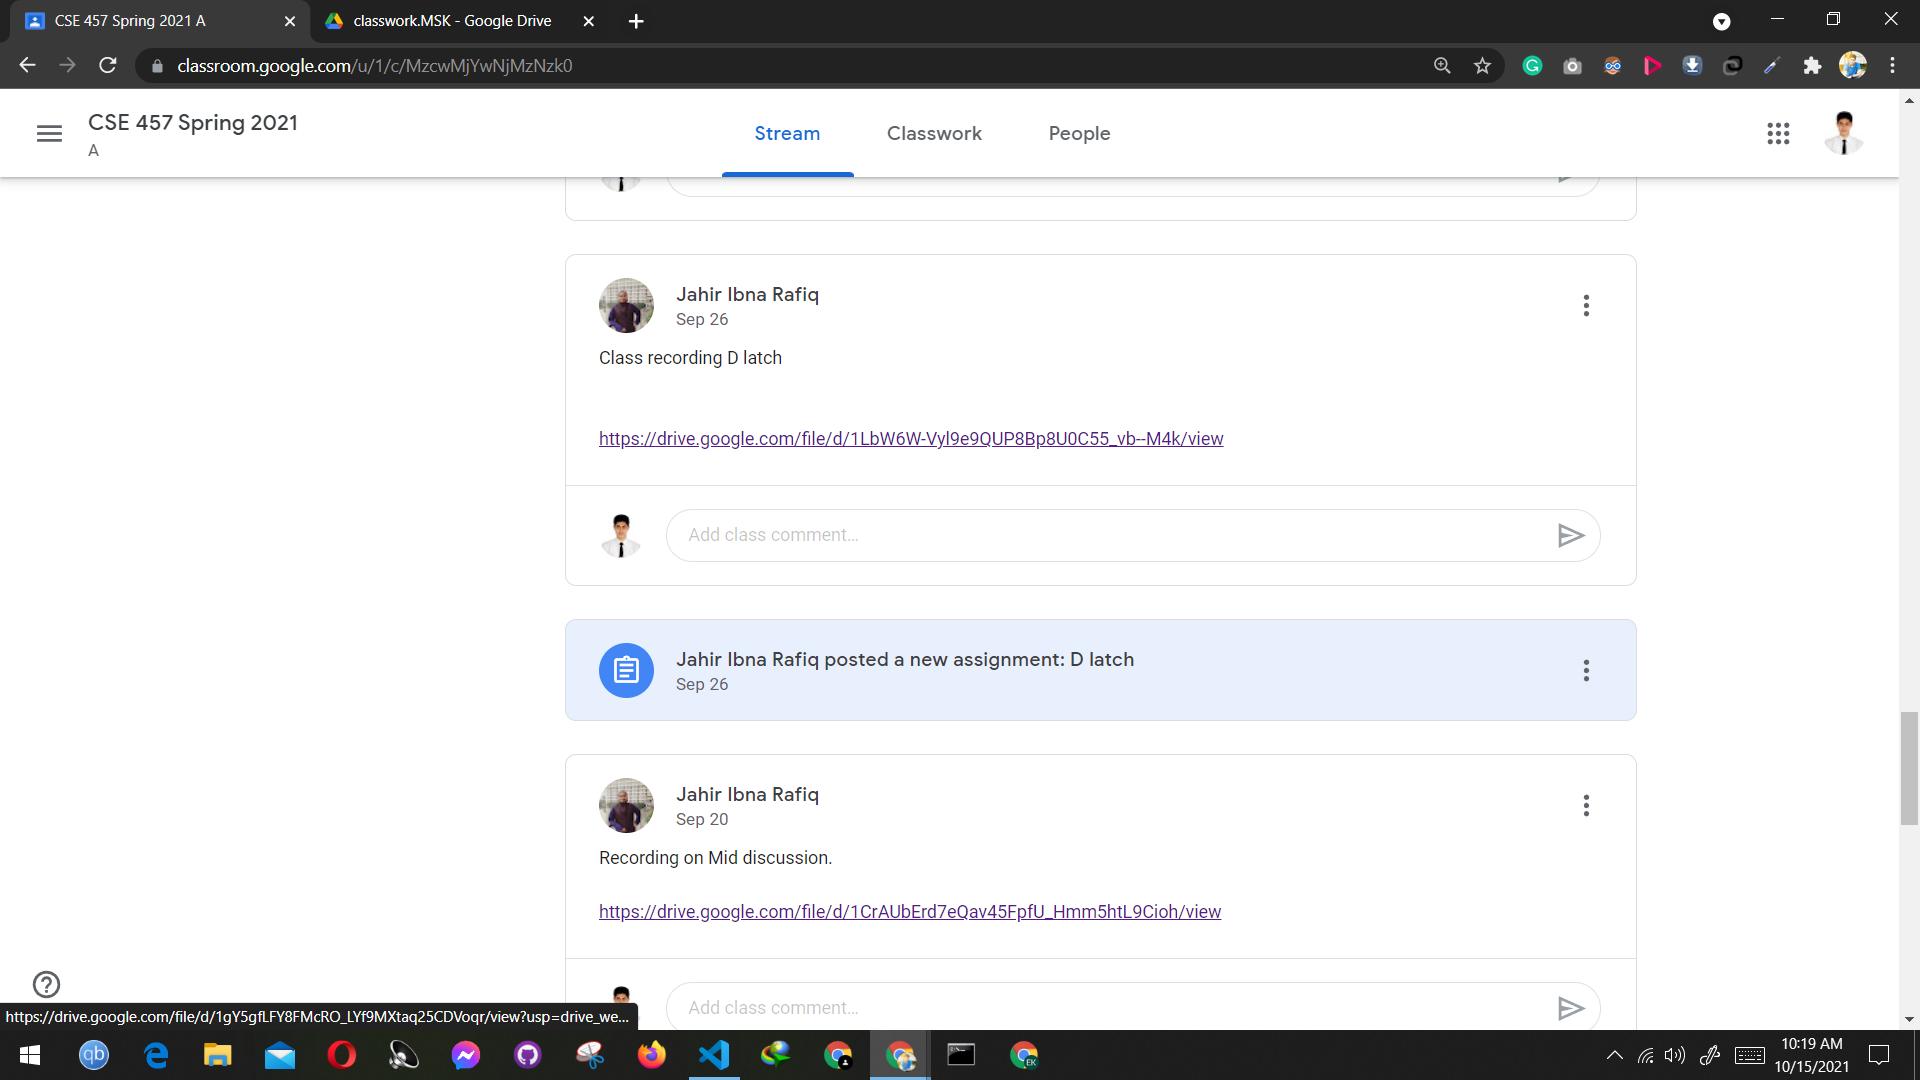 CSE 457 Spring 2021 A
classwork.MSK - Google Drive
classroom.google.com/u/1/c/MzcwMjYwNjMzNzk0
CSE 457 Spring 2021
A
Stream
Classwork
People
Jahir Ibna Rafiq
Sep 26
Class recording D latch
https://drive.google.com/file/d/1LbW6W-Vyl9e9QUP8Bp8U0C55_vb--M4k/view
Add class comment...
Jahir Ibna Rafiq posted a new assignment: D latch
Sep 26
Jahir Ibna Rafiq
Sep 20
Recording on Mid discussion.
https://drive.google.com/file/d/1CrAUbErd7eQav45FpfU_Hmm5htL9Cioh/view
Add class comment...
https://drive.google.com/file/d/1gY5gfLFY8FMcRO_LYf9MXtaq25CDVoqr/view?usp=drive_we...
qb
EK
10:19 AM
10/15/2021